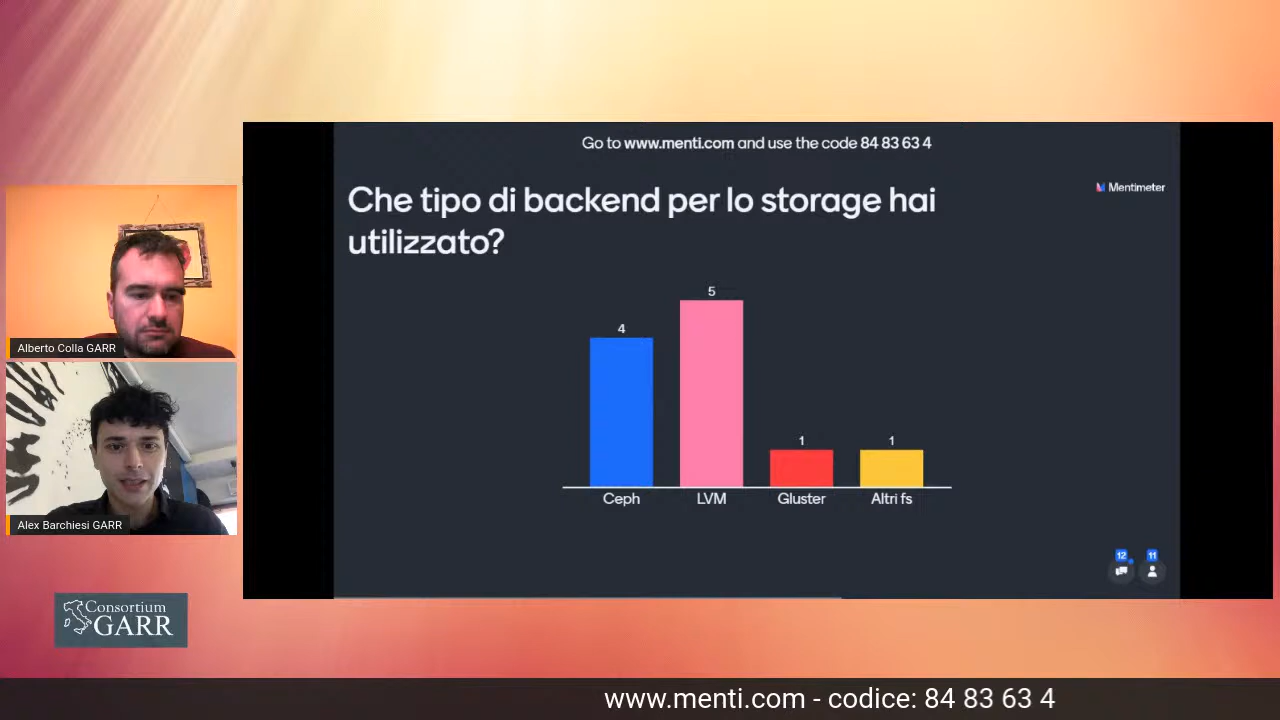 Go to www.menti.com and use the code 84 83 63 4
Mentimeter
Che tipo di backend per lo storage hai
utilizzato?
4
5
1
1
Ceph
LVM
Gluster
Altri fs
12
11
Alberto Colla GARR
Alex Barchiesi GARR
Consortium
GARR
www.menti.com - codice: 84 83 63 4